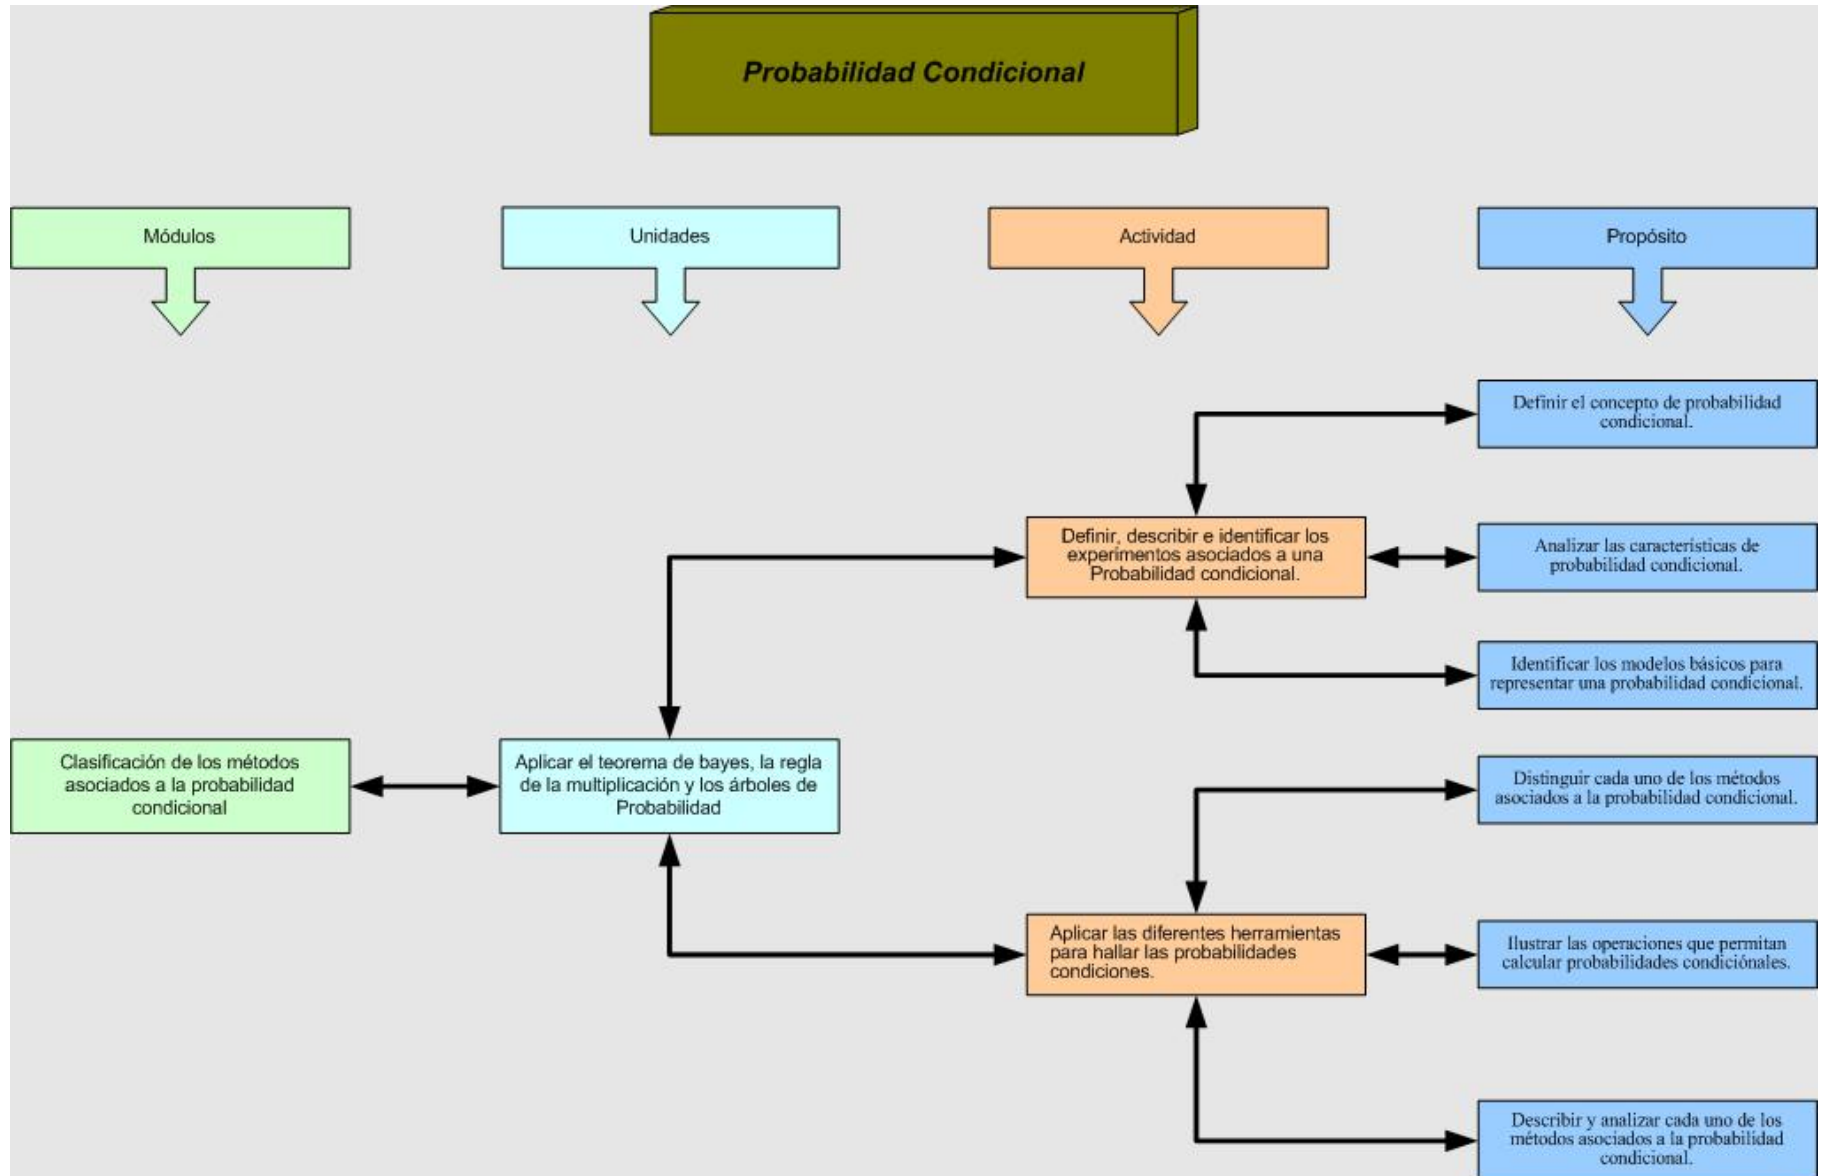 Probabilidad Condicional
Módulos
Unidades
Actividad
Propósito
Definir el concepto de probabilidad
condicional.
Definir, describir e identificar los
experimentos asociados a una
Probabilidad condicional.
Analizar las características de
probabilidad condicional.
Identificar los modelos básicos para
representar una probabilidad condicional.
Clasificación de los métodos
asociados a la probabilidad
condicional
Aplicar el teorema de bayes, la regla
de la multiplicación y los árboles de
Probabilidad
Distinguir cada uno de los métodos
asociados a la probabilidad condicional.
Aplicar las diferentes herramientas
para hallar las probabilidades
condiciones.
Ilustrar las operaciones que permitan
calcular probabilidades condiciónales.
Describir y analizar cada uno de los
métodos asociados a la probabilidad
condicional.